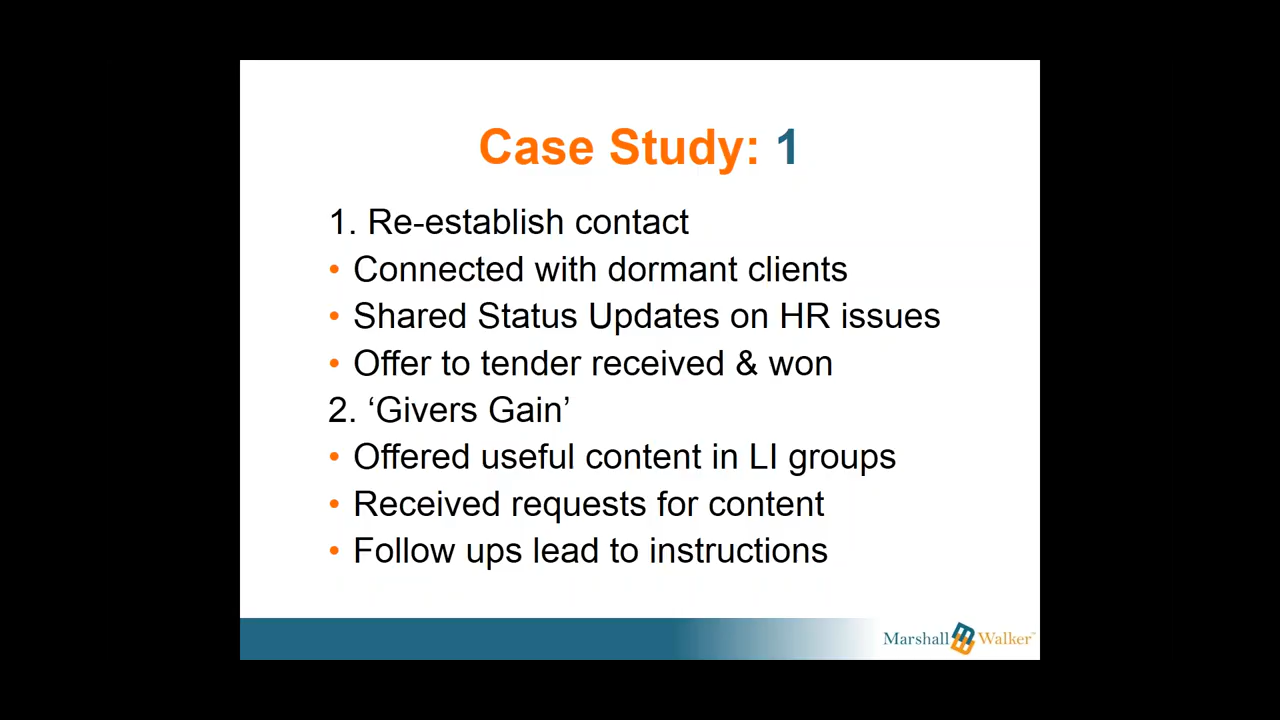 Case Study: 1
1. Re-establish contact
• Connected with dormant clients
• Shared Status Updates on HR issues
• Offer to tender received & won
2. ‘Givers Gain’
• Offered useful content in LI groups
• Received requests for content
• Follow ups lead to instructions
Marshall Walker™